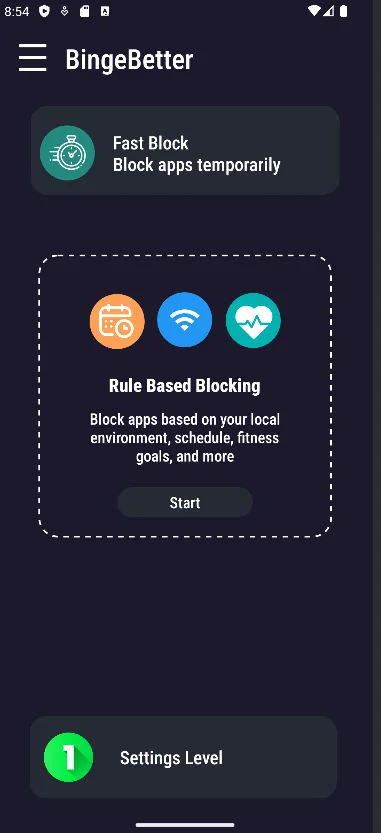 8:54
BingeBetter
Fast Block
Block apps temporarily
Rule Based Blocking
Block apps based on your local
environment, schedule, fitness
goals, and more
Start
1
Settings Level